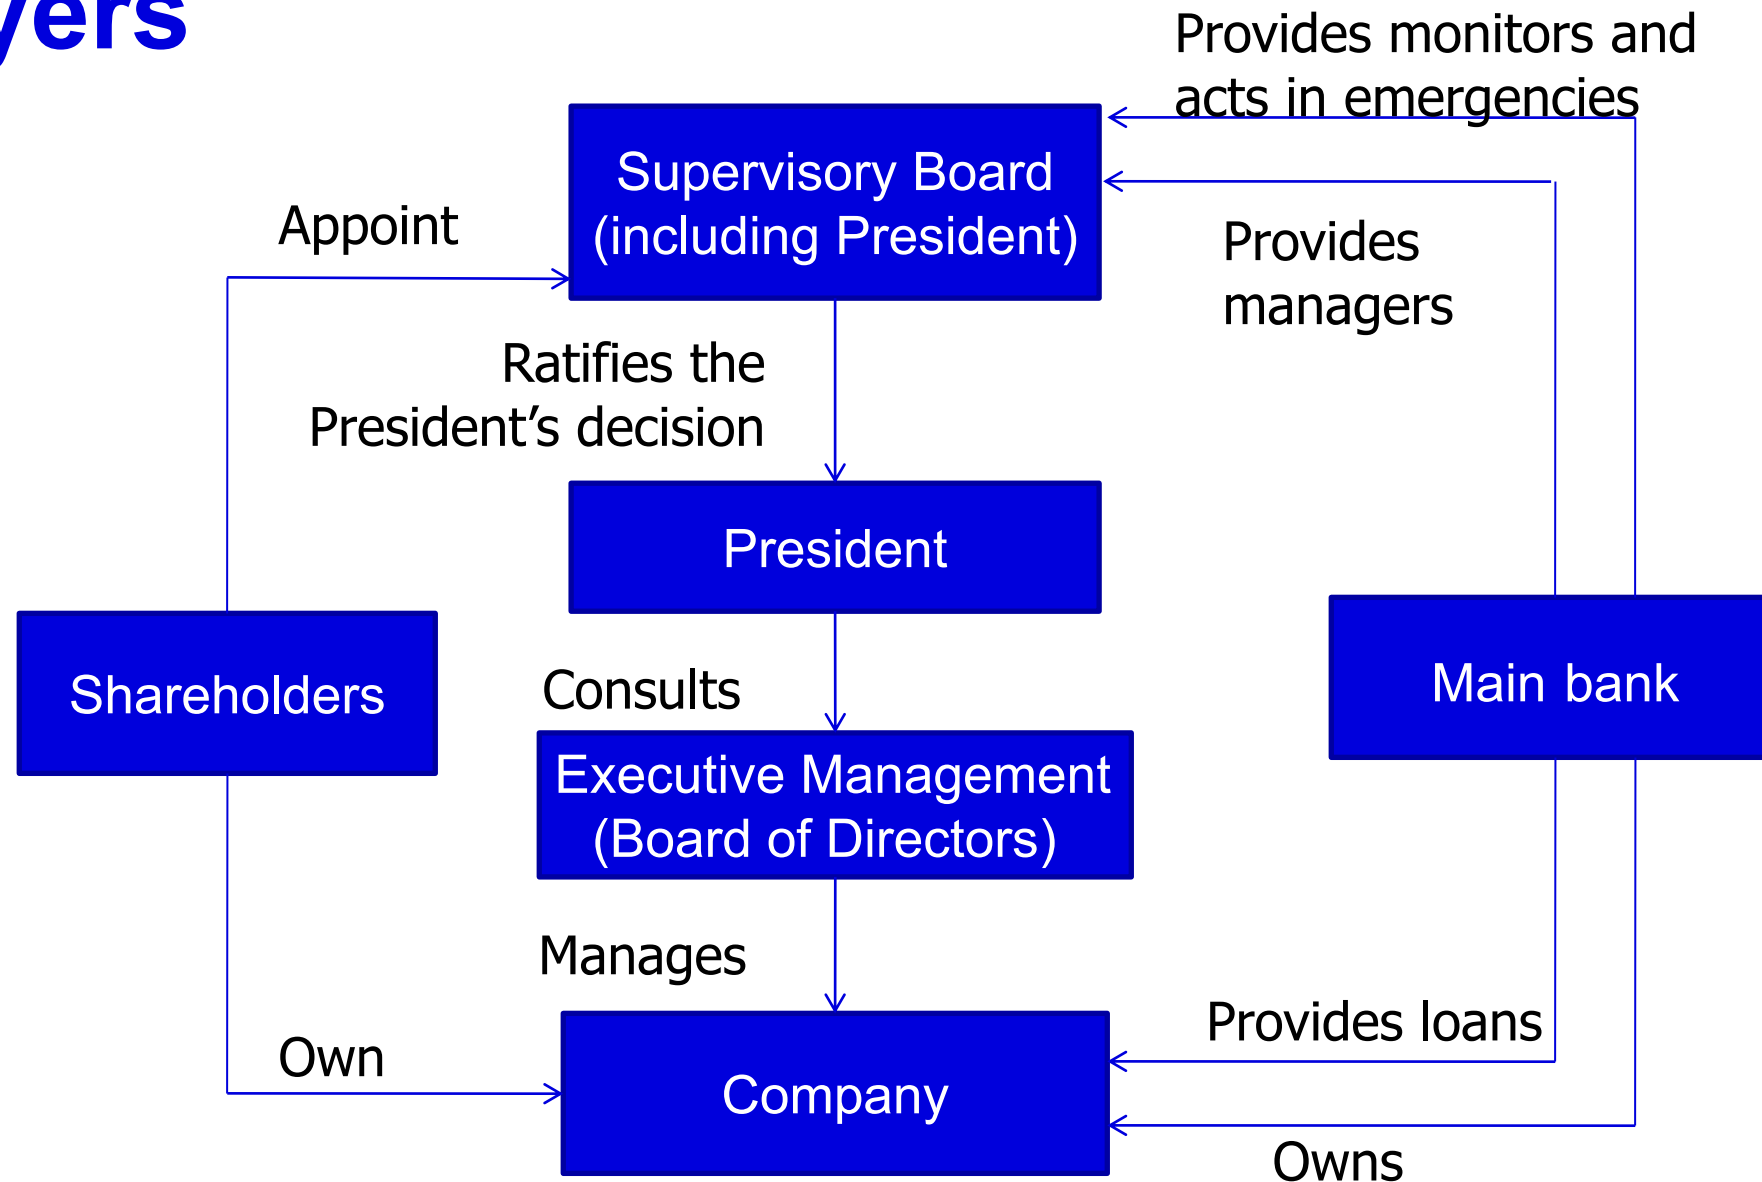 yers
Provides monitors and
acts in emergencies
Supervisory Board
(including President)
Appoint
Provides
managers
Ratifies the
President’s decision
President
Shareholders
Consults
Main bank
Executive Management
(Board of Directors)
Manages
Provides loans
Own
Company
Owns